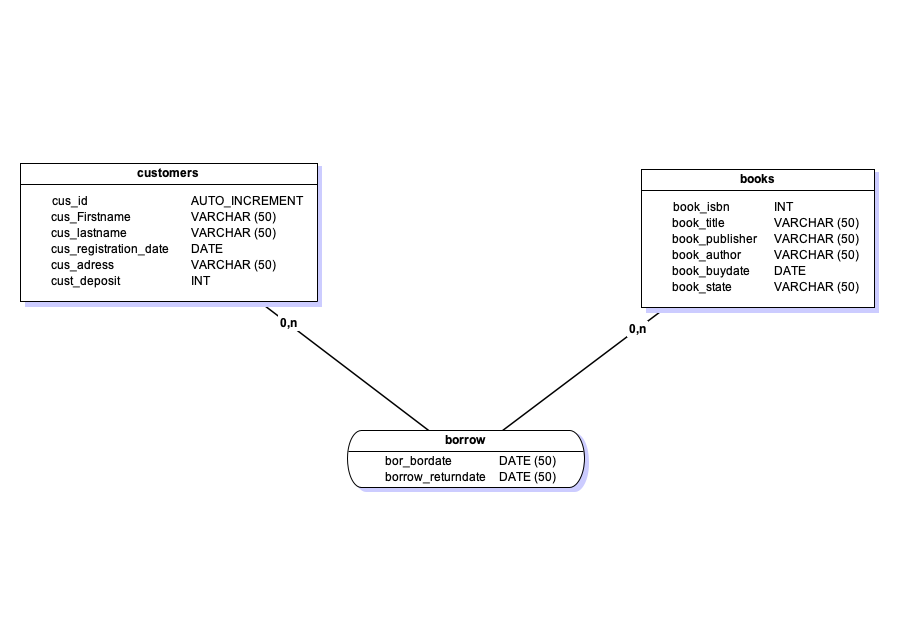 customers
cus_id AUTO_INCREMENT
cus_Firstname VARCHAR (50)
cus_lastname VARCHAR (50)
cus_registration_date DATE
cus_adress VARCHAR (50)
cust_deposit INT
books
book_isbn INT
book_title VARCHAR (50)
book_publisher VARCHAR (50)
book_author VARCHAR (50)
book_buydate DATE
book_state VARCHAR (50)
0,n
0,n
borrow
bor_bordate DATE (50)
borrow_returndate DATE (50)